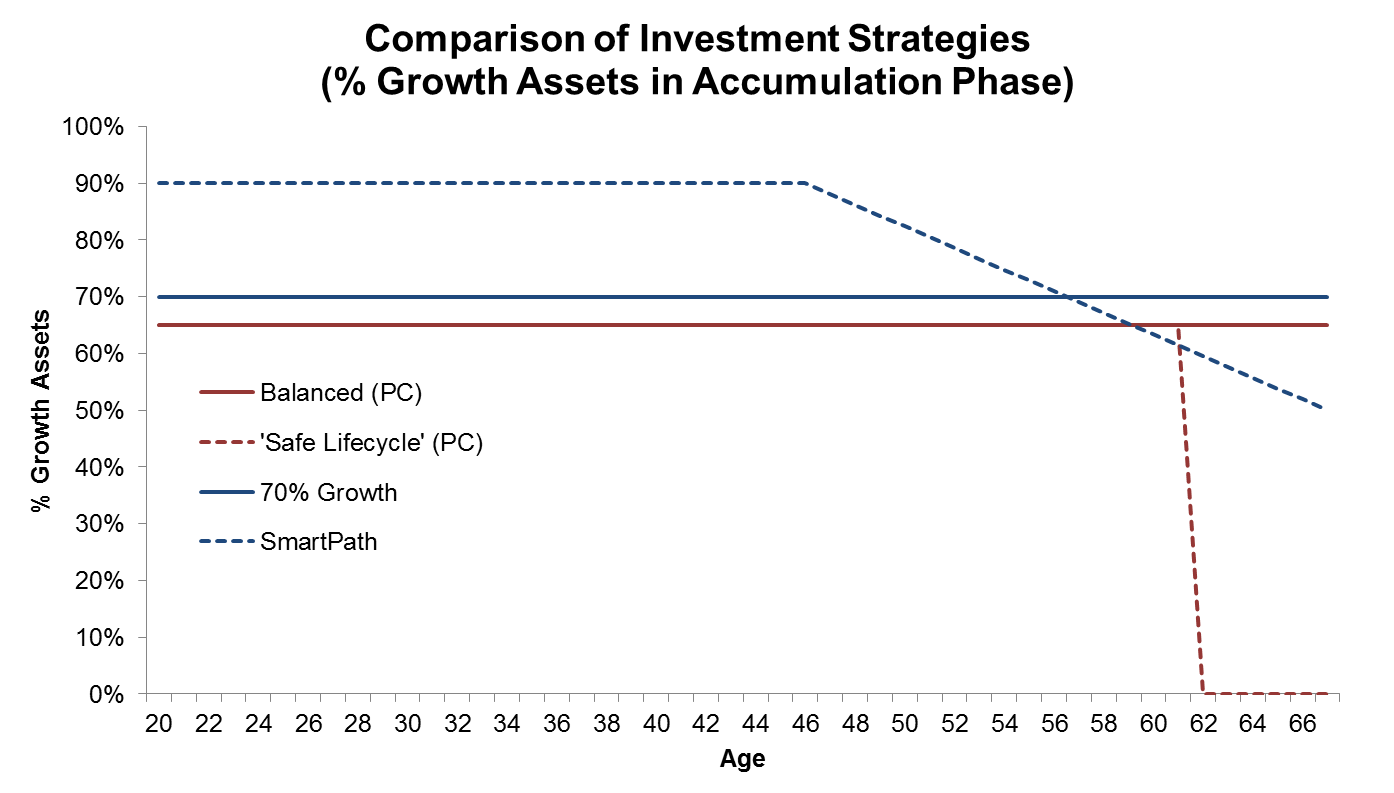 Comparison of Investment Strategies
(% Growth Assets in Accumulation Phase)
100%
90%
80%
70%
60%
50%
40%
30%
20%
10%
0%
% Growth Assets
Balanced (PC)
'Safe Lifecycle' (PC)
70% Growth
SmartPath
20 22 24 26 28 30 32 34 36 38 40 42 44 46 48 50 52 54 56 58 60 62 64 66
Age